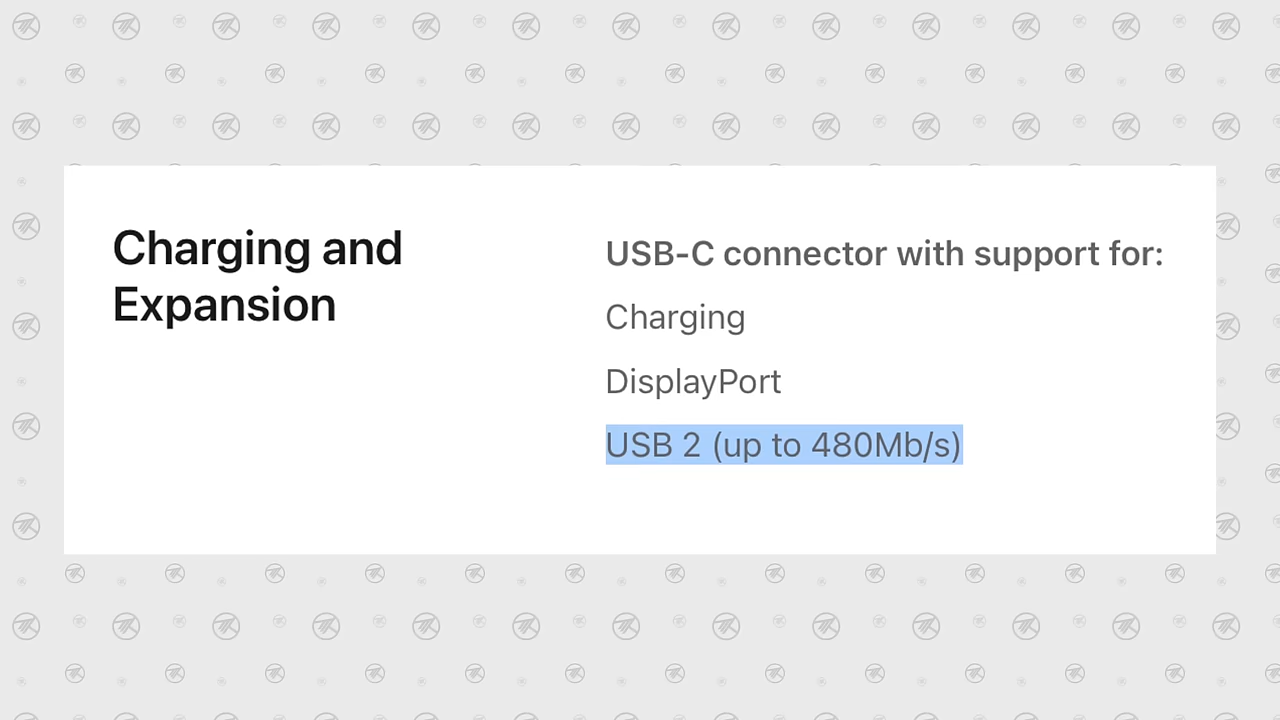 Charging and
Expansion
USB-C connector with support for:
Charging
DisplayPort
USB 2 (up to 480Mb/s)